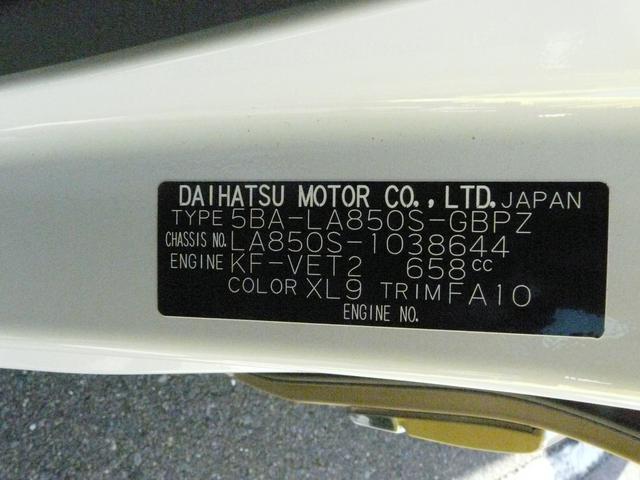 DAIHATSU MOTOR CO., LTD. JAPAN
TYPE 5BA-LA850S-GBPZ
CHASSIS NO. LA850S-1038644
ENGINE KF-VET2 658cc
COLOR XL9 TRIM FA10
ENGINE NO.